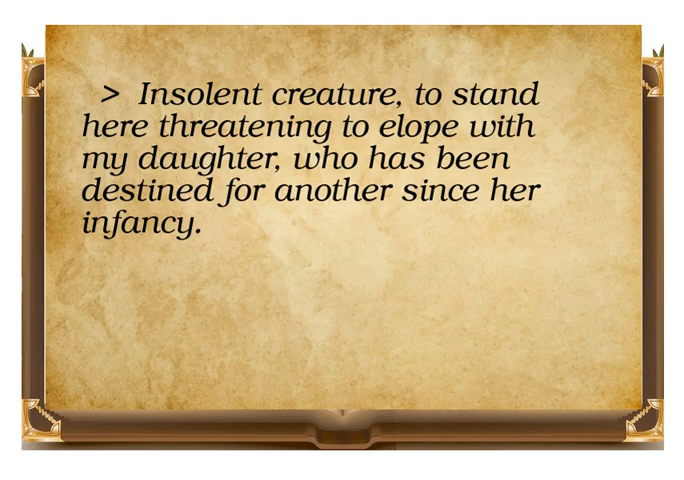 > Insolent creature, to stand
here threatening to elope with
my daughter, who has been
destined for another since her
infancy.